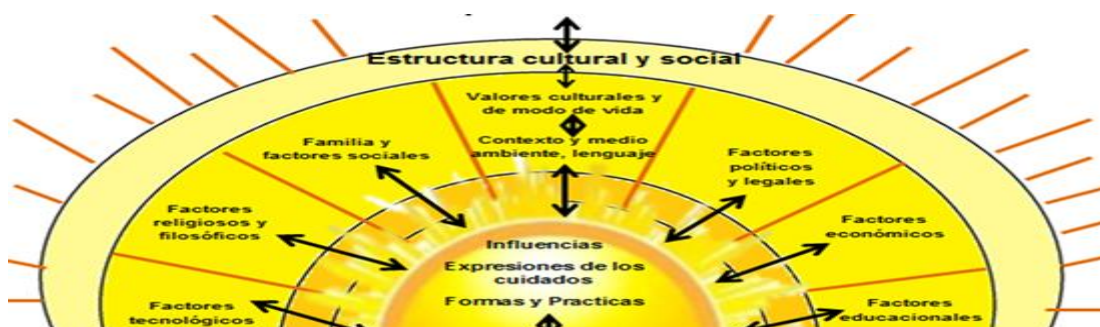 Estructura cultural y social
Valores culturales y
de modo de vida
Contexto y medio
ambiente, lenguaje
Familia y
factores sociales
Factores
políticos
y legales
Factores
religiosos y
filosóficos
Factores
económicos
Influencias
Expresiones de los
cuidados
Formas y Practicas
Factores
tecnológicos
Factores
educacionales